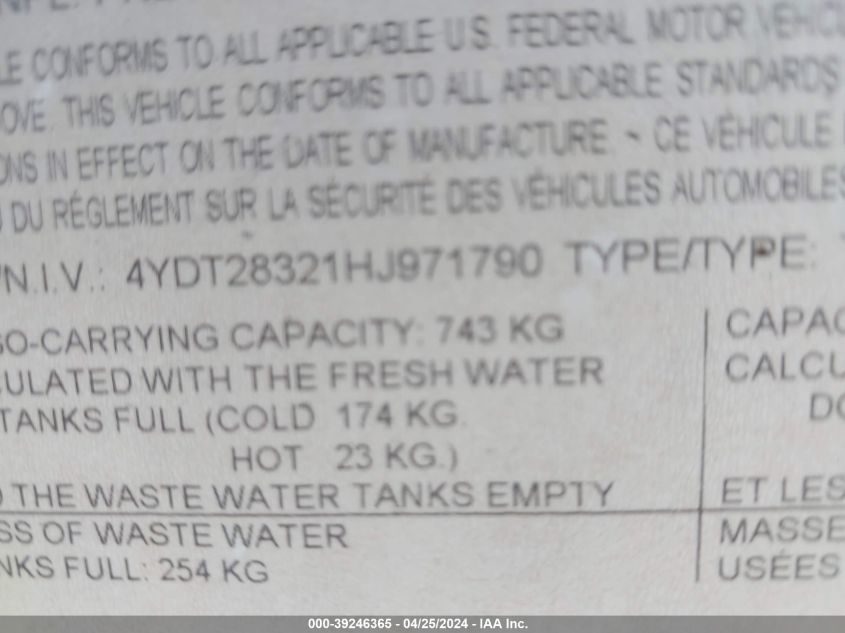 LE CONFORMS TO ALL APPLICABLE U.S. FEDERAL MOTOR VEHIC
OVE. THIS VEHICLE CONFORMS TO ALL APPLICABLE STANDARDS
ONS IN EFFECT ON THE DATE OF MANUFACTURE ~ CE VÉHICULE
DU RÉGLEMENT SUR LA SÉCURITÉ DES VÉHICULES AUTOMOBILES
/N.I.V.: 4YDT28321HJ971790 TYPE/TYPE:
GO-CARRYING CAPACITY: 743 KG CAPAC
CULATED WITH THE FRESH WATER CALCU
TANKS FULL (COLD 174 KG. DO
HOT 23 KG.)
THE WASTE WATER TANKS EMPTY ET LES
SS OF WASTE WATER MASSE
NKS FULL: 254 KG USÉES
000-39246365 - 04/25/2024 - IAA Inc.